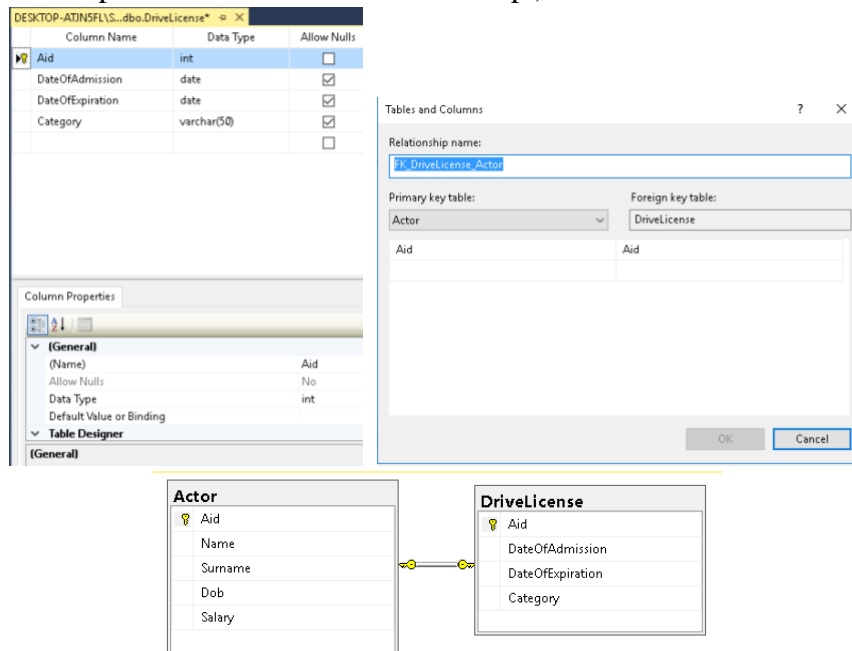 DESKTOP-ATJN5FL\S...dbo.DriveLicense*
Column Name Data Type Allow Nulls
Aid int
DateOfAdmission date
DateOfExpiration date
Category varchar(50)
Column Properties
(General)
(Name) Aid
Allow Nulls No
Data Type int
Default Value or Binding
Table Designer
(General)
Tables and Columns ?
Relationship name:
FK_DriveLicense_Actor
Primary key table: Foreign key table:
Actor DriveLicense
Aid Aid
OK Cancel
Actor
Aid
Name
Surname
Dob
Salary
DriveLicense
Aid
DateOfAdmission
DateOfExpiration
Category